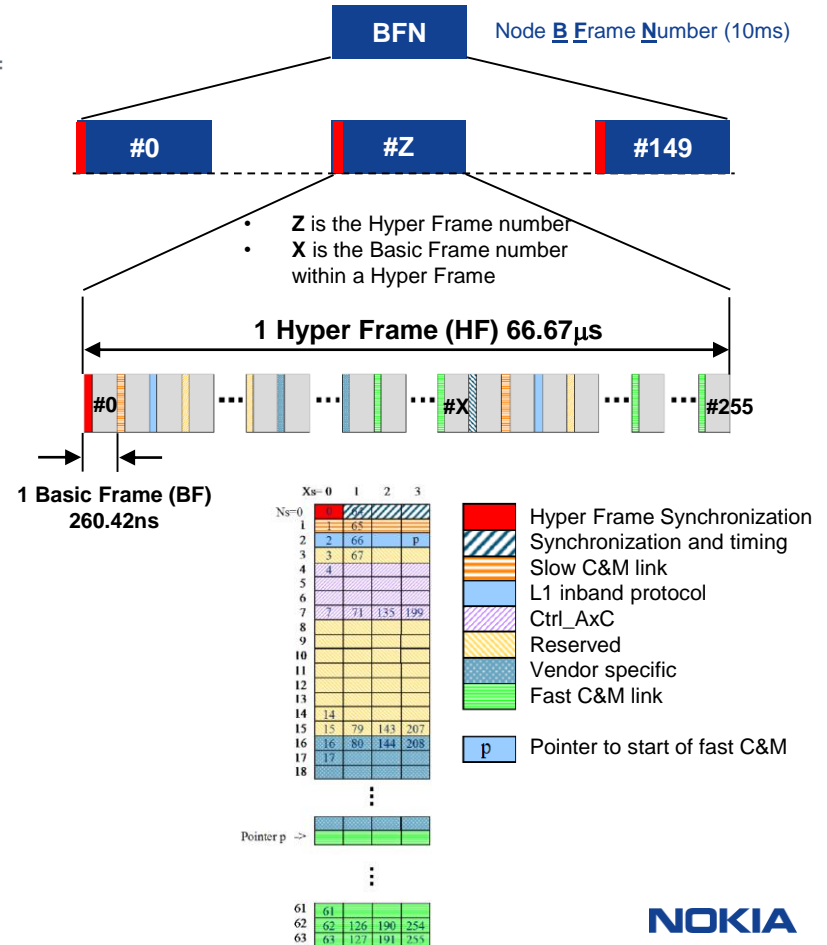 BFN
Node B Frame Number (10ms)
:
#0
#Z
#149
• Z is the Hyper Frame number
• X is the Basic Frame number
within a Hyper Frame
1 Hyper Frame (HF) 66.67μs
#0 ... ... ... #X ... ... #255
1 Basic Frame (BF)
260.42ns
Xs= 0 1 2 3
Ns=0 0 64
1 1 65
2 2 66 p
3 3 67
4 4
5
6
7 7 71 135 199
8
9
10
11
12
13
14 14
15 15 79 143 207
16 16 80 144 208
17 17
18
⋮
Pointer p ->
⋮
61 61
62 62 126 190 254
63 63 127 191 255
Hyper Frame Synchronization
Synchronization and timing
Slow C&M link
L1 inband protocol
Ctrl_AxC
Reserved
Vendor specific
Fast C&M link
p Pointer to start of fast C&M
NOKIA